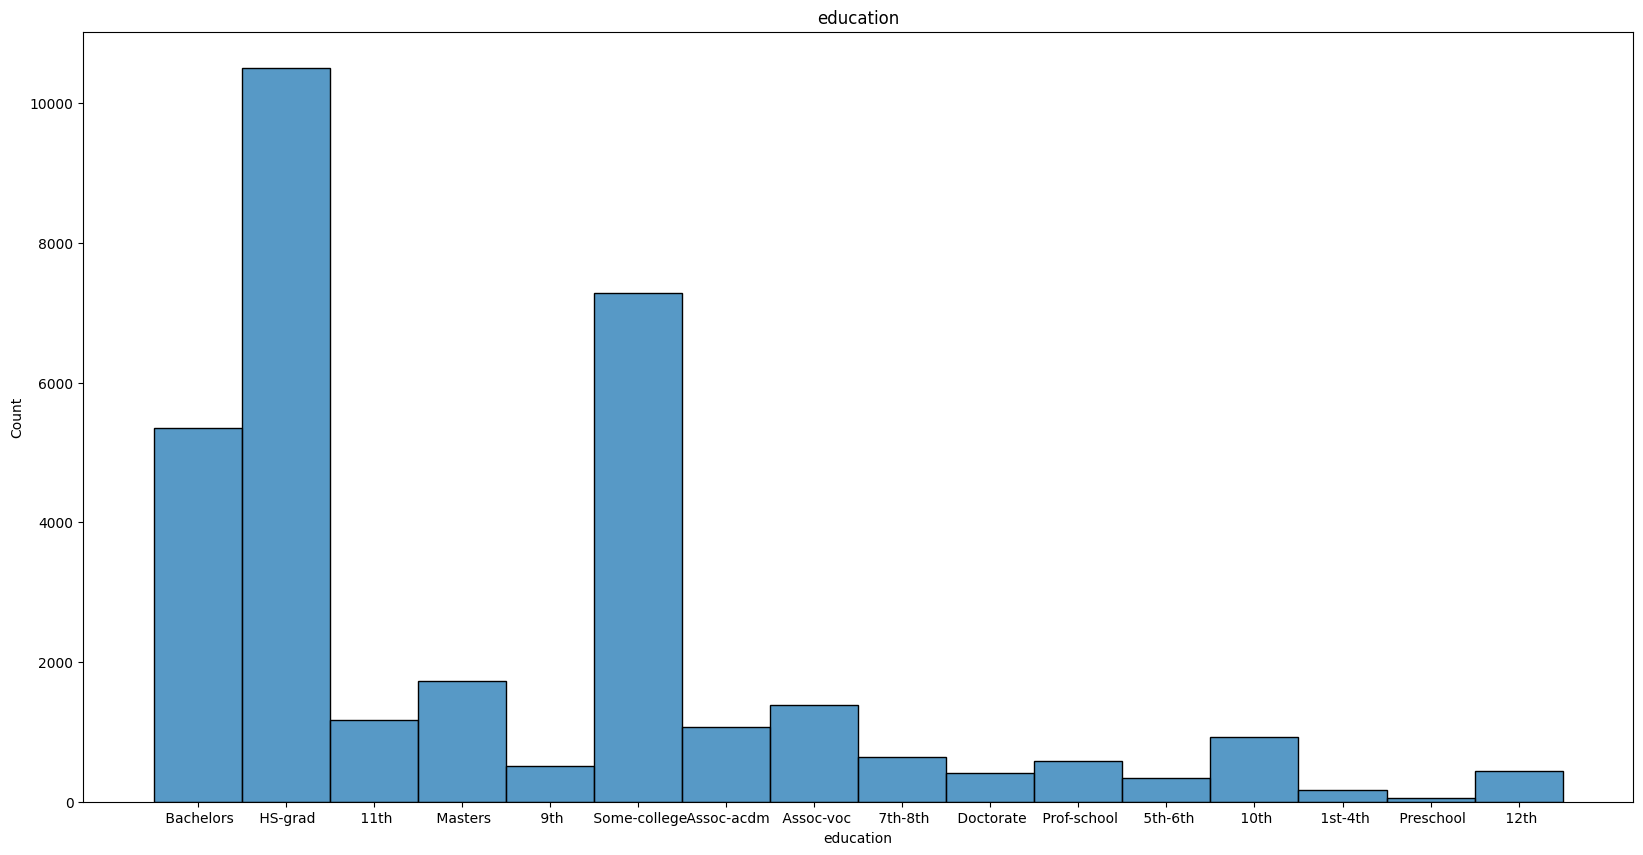 education
10000
8000
6000
4000
2000
0
Count
Bachelors HS-grad 11th Masters 9th Some-college Assoc-acdm Assoc-voc 7th-8th Doctorate Prof-school 5th-6th 10th 1st-4th Preschool 12th
education